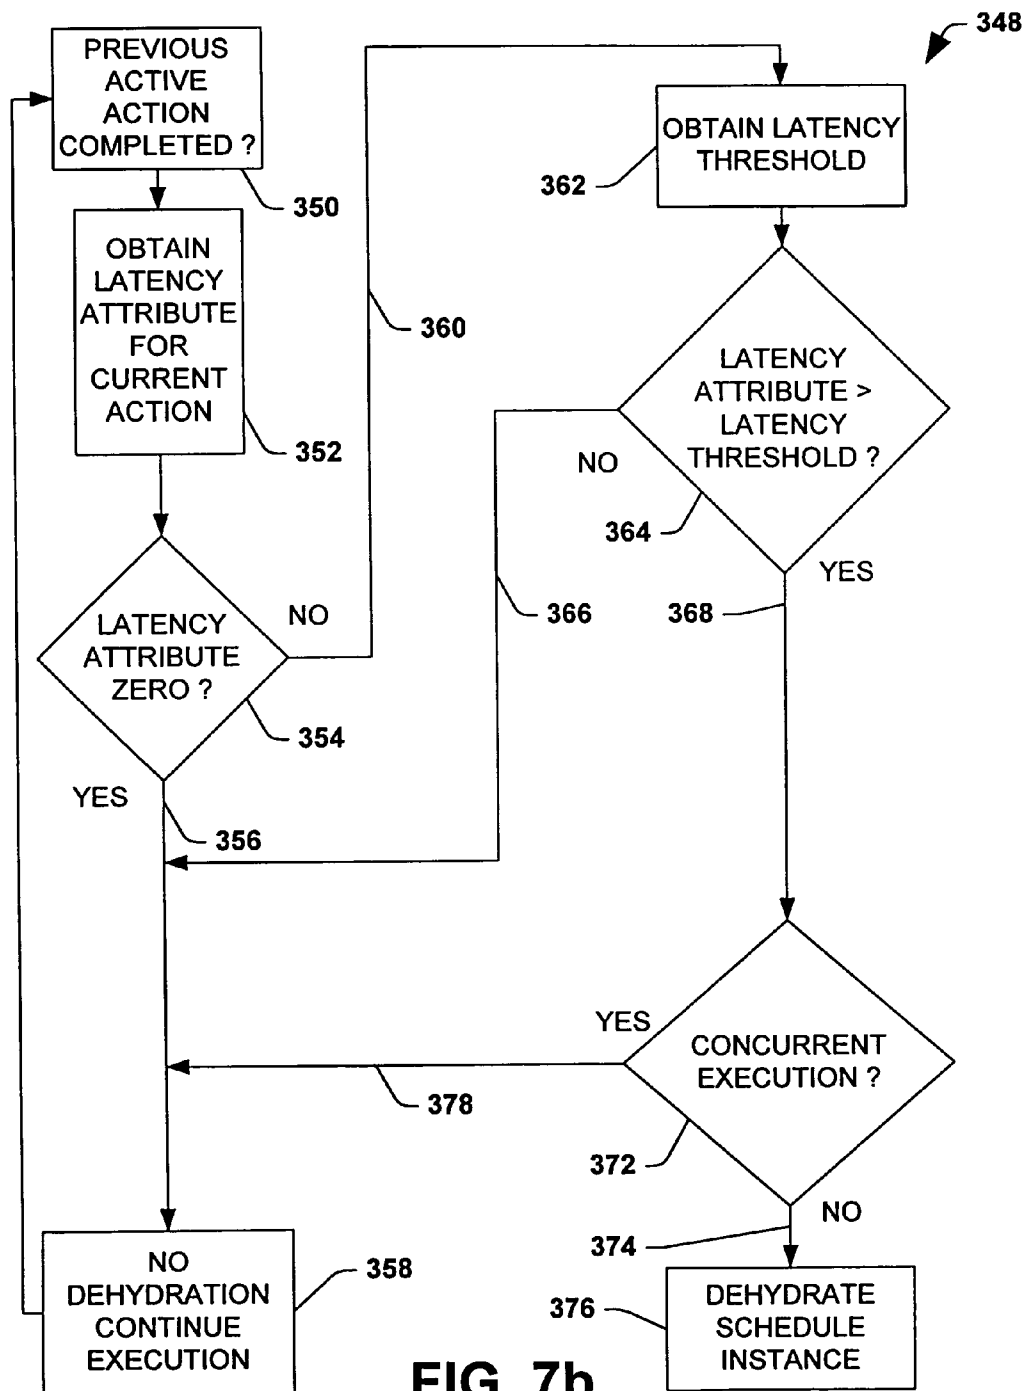 348
PREVIOUS
ACTIVE
ACTION
COMPLETED ?
350
OBTAIN
LATENCY
ATTRIBUTE
FOR
CURRENT
ACTION
352
LATENCY
ATTRIBUTE
ZERO ?
354
NO
360
YES
356
NO
DEHYDRATION
CONTINUE
EXECUTION
358
OBTAIN LATENCY
THRESHOLD
362
LATENCY
ATTRIBUTE >
LATENCY
THRESHOLD ?
364
NO
366
YES
368
CONCURRENT
EXECUTION ?
372
YES
378
NO
374
DEHYDRATE
SCHEDULE
INSTANCE
376
FIG. 7b